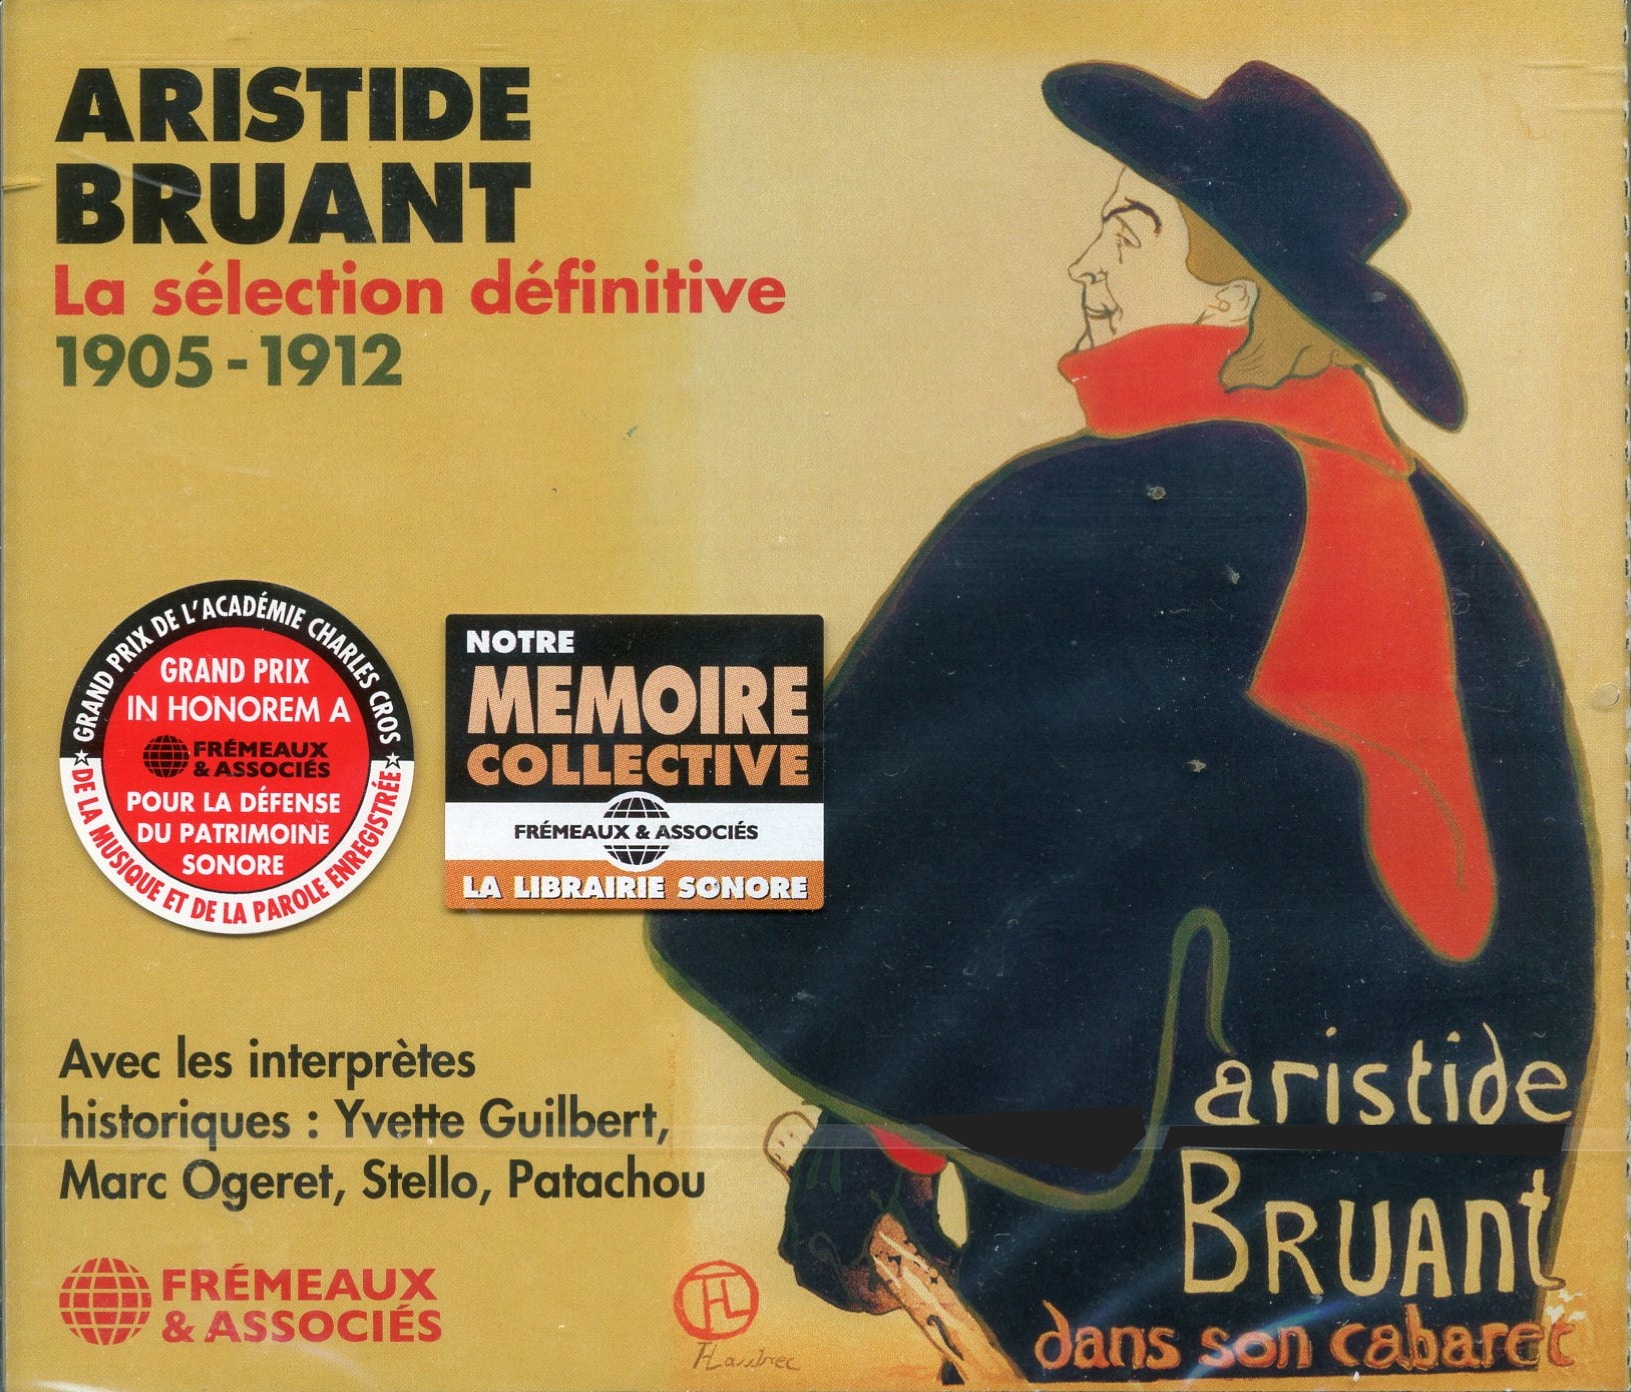 ARISTIDE
BRUANT
La sélection définitive
1905 - 1912
GRAND PRIX DE L'ACADÉMIE CHARLES CROS
GRAND PRIX
IN HONOREM A
FRÉMEAUX
& ASSOCIÉS
POUR LA DÉFENSE
DU PATRIMOINE
SONORE
DE LA MUSIQUE ET DE LA PAROLE ENREGISTRÉE
NOTRE
MEMOIRE
COLLECTIVE
FRÉMEAUX & ASSOCIÉS
LA LIBRAIRIE SONORE
Avec les interprètes
historiques : Yvette Guilbert,
Marc Ogeret, Stello, Patachou
FRÉMEAUX
& ASSOCIÉS
HTL
HTLautrec
aristide
BRUANT
dans son cabaret